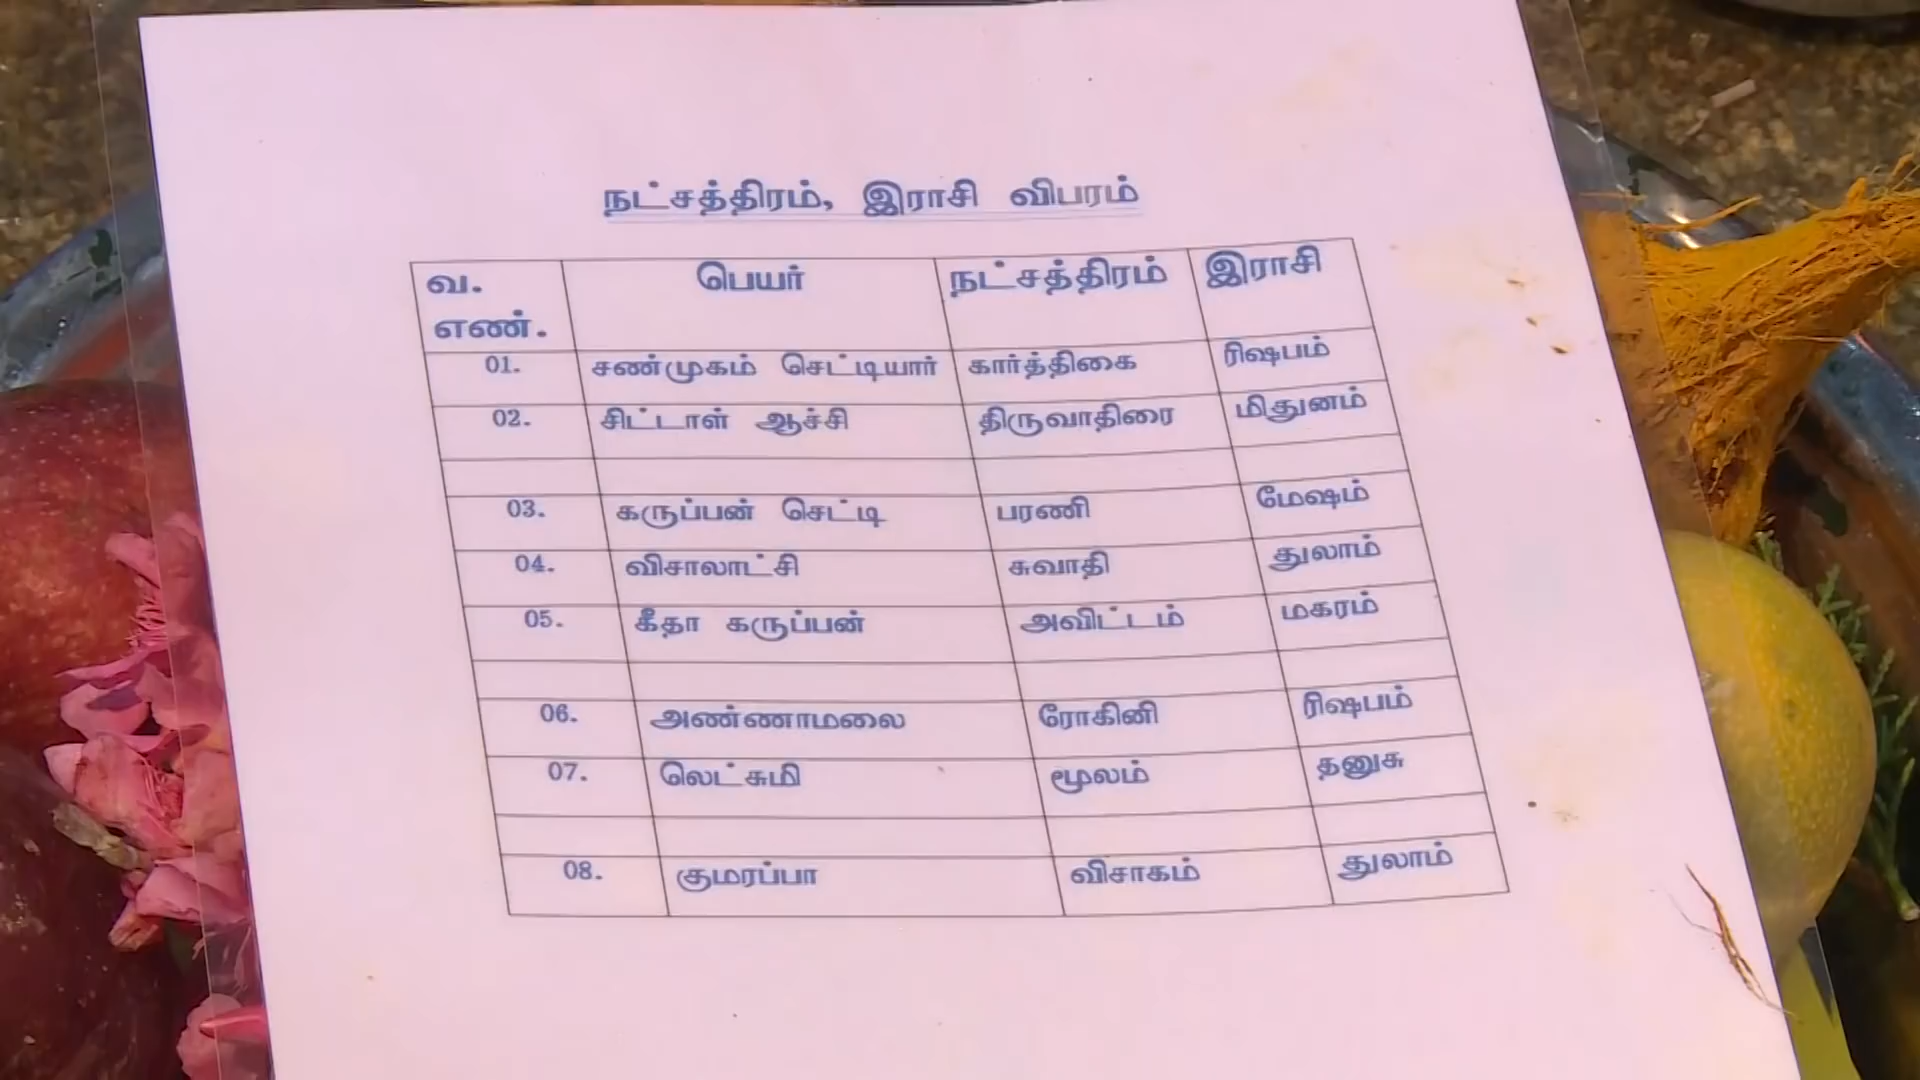 நட்சத்திரம், இராசி விபரம்
வ. எண். பெயர் நட்சத்திரம் இராசி
01. சண்முகம் செட்டியார் கார்த்திகை ரிஷபம்
02. சிட்டாள் ஆச்சி திருவாதிரை மிதுனம்
03. கருப்பன் செட்டி பரணி மேஷம்
04. விசாலாட்சி சுவாதி துலாம்
05. கீதா கருப்பன் அவிட்டம் மகரம்
06. அண்ணாமலை ரோகினி ரிஷபம்
07. லெட்சுமி மூலம் தனுசு
08. குமரப்பா விசாகம் துலாம்